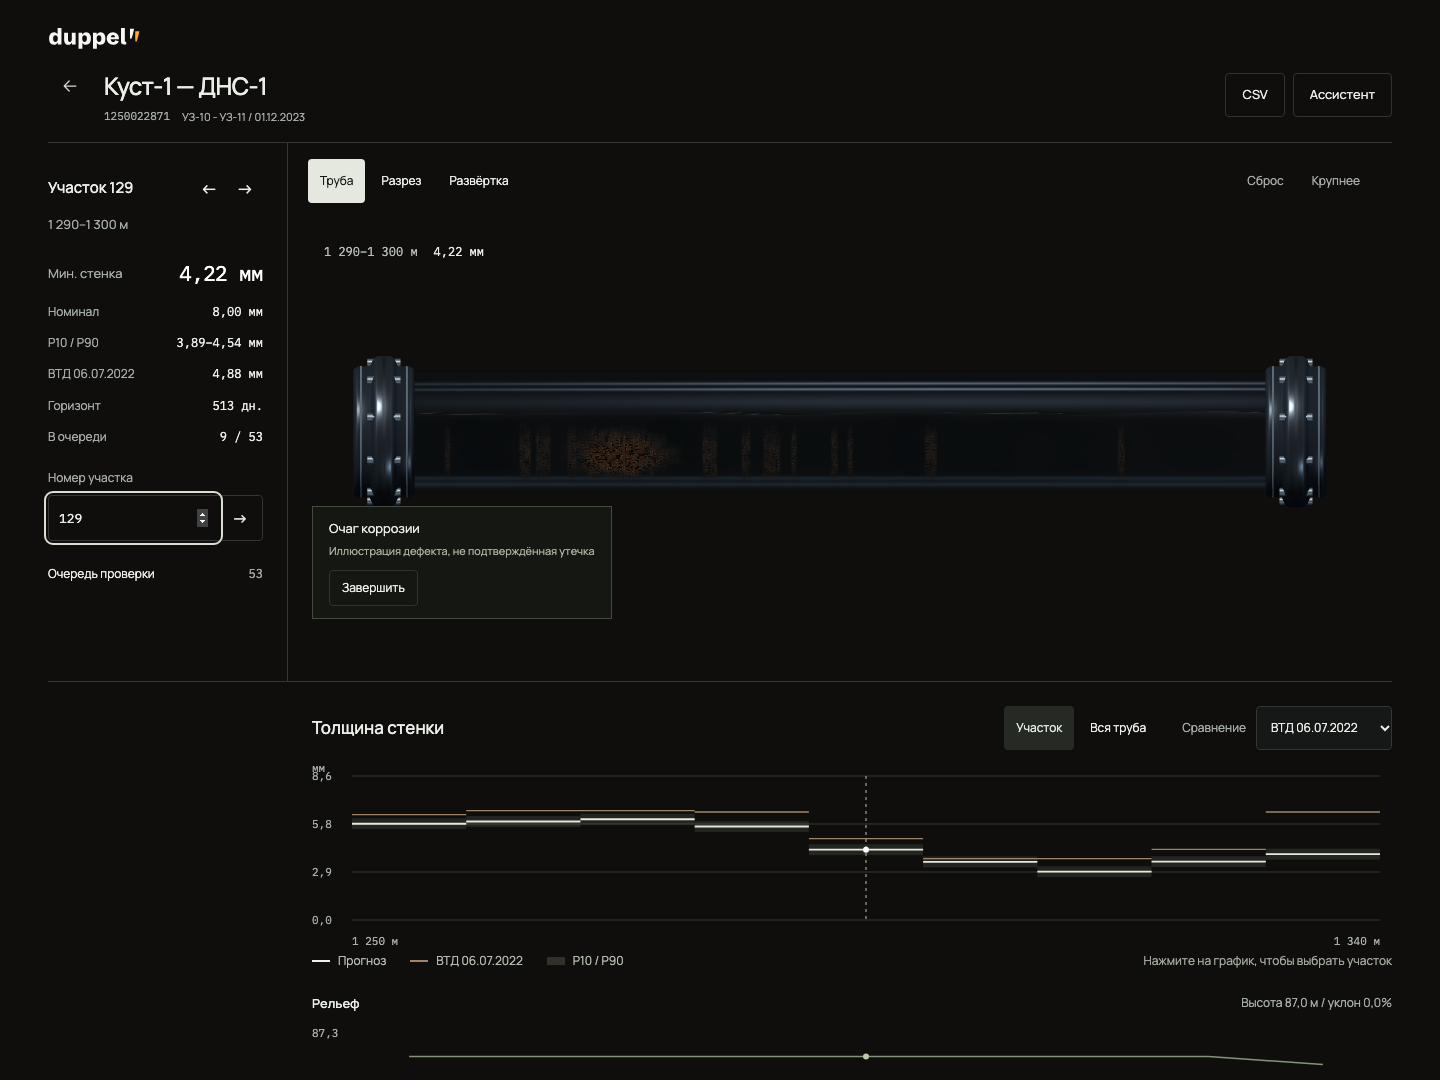 duppel
Куст-1 — ДНС-1
1250022871 УЗ-10 - УЗ-11 / 01.12.2023
CSV
Ассистент
Участок 129
← →
1 290–1 300 м
Мин. стенка 4,22 мм
Номинал 8,00 мм
P10 / P90 3,89–4,54 мм
ВТД 06.07.2022 4,88 мм
Горизонт 513 дн.
В очереди 9 / 53
Номер участка
129 →
Очередь проверки 53
Труба Разрез Развёртка
Сброс Крупнее
1 290–1 300 м 4,22 мм
Очаг коррозии
Иллюстрация дефекта, не подтверждённая утечка
Завершить
Толщина стенки
Участок Вся труба Сравнение ВТД 06.07.2022
мм
8,6
5,8
2,9
0,0
1 250 м 1 340 м
Прогноз ВТД 06.07.2022 P10 / P90
Нажмите на график, чтобы выбрать участок
Рельеф
Высота 87,0 м / уклон 0,0%
87,3